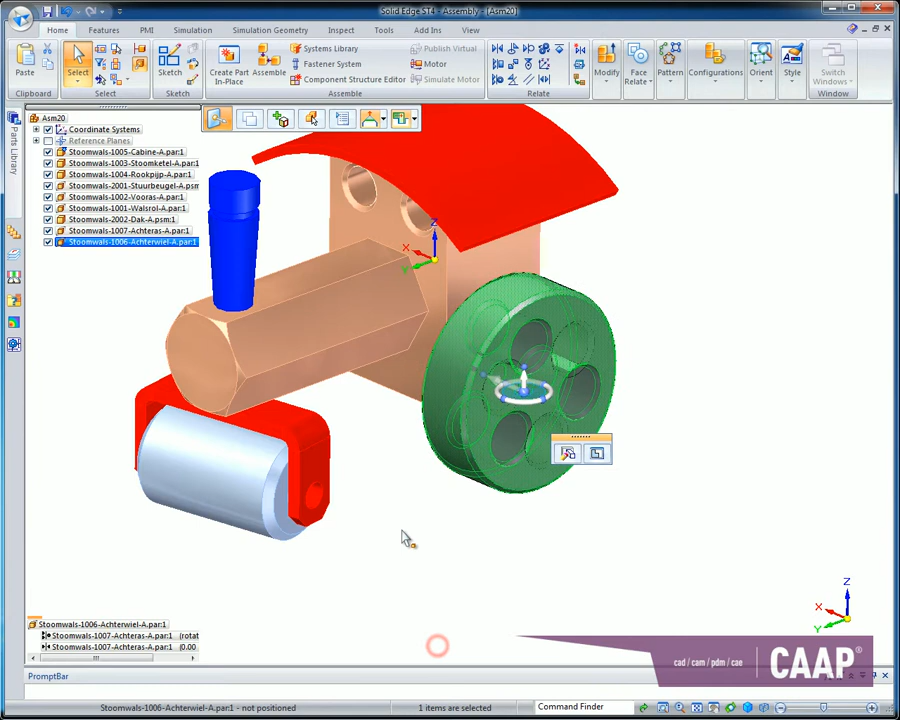 Solid Edge ST4 - Assembly - [Asm20]
Home
Features
PMI
Simulation
Simulation Geometry
Inspect
Tools
Add Ins
View
Paste
Select
Sketch
Create Part In-Place
Assemble
Systems Library
Fastener System
Component Structure Editor
Publish Virtual
Motor
Simulate Motor
Modify
Face Relate
Pattern
Configurations
Orient
Style
Switch Windows
Clipboard
Select
Sketch
Assemble
Relate
Window
Parts Library
Asm20
Coordinate Systems
Reference Planes
Stoomwals-1005-Cabine-A.par:1
Stoomwals-1003-Stoomketel-A.par:1
Stoomwals-1004-Rookpijp-A.par:1
Stoomwals-2001-Stuurbeugel-A.psm
Stoomwals-1002-Vooras-A.par:1
Stoomwals-1001-Walsrol-A.par:1
Stoomwals-2002-Dak-A.psm:1
Stoomwals-1007-Achteras-A.par:1
Stoomwals-1006-Achterwiel-A.par:1
Z
X
Y
Z
X
Y
Stoomwals-1006-Achterwiel-A.par:1
Stoomwals-1007-Achteras-A.par:1 (rotat
Stoomwals-1007-Achteras-A.par:1 (0.00
cad / cam / pdm / cae
CAAP®
PromptBar
Stoomwals-1006-Achterwiel-A.par:1 - not positioned
1 items are selected
Command Finder